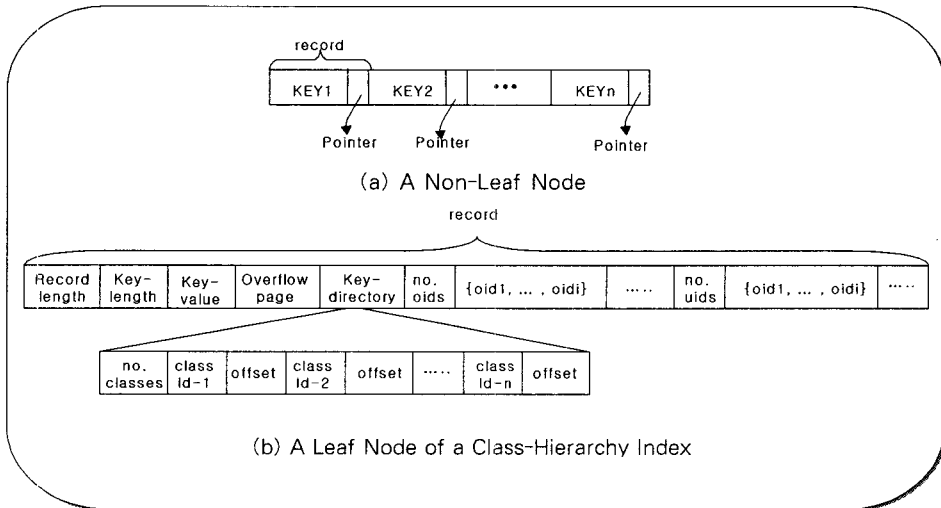 record
KEY1 KEY2 ••• KEYn
Pointer Pointer Pointer
(a) A Non-Leaf Node
record
Record length Key-length Key-value Overflow page Key-directory no. oids {oid1, ... , oidi} ..... no. uids {oid1, ... , oidi} .....
no. classes class id-1 offset class id-2 offset ..... class id-n offset
(b) A Leaf Node of a Class-Hierarchy Index